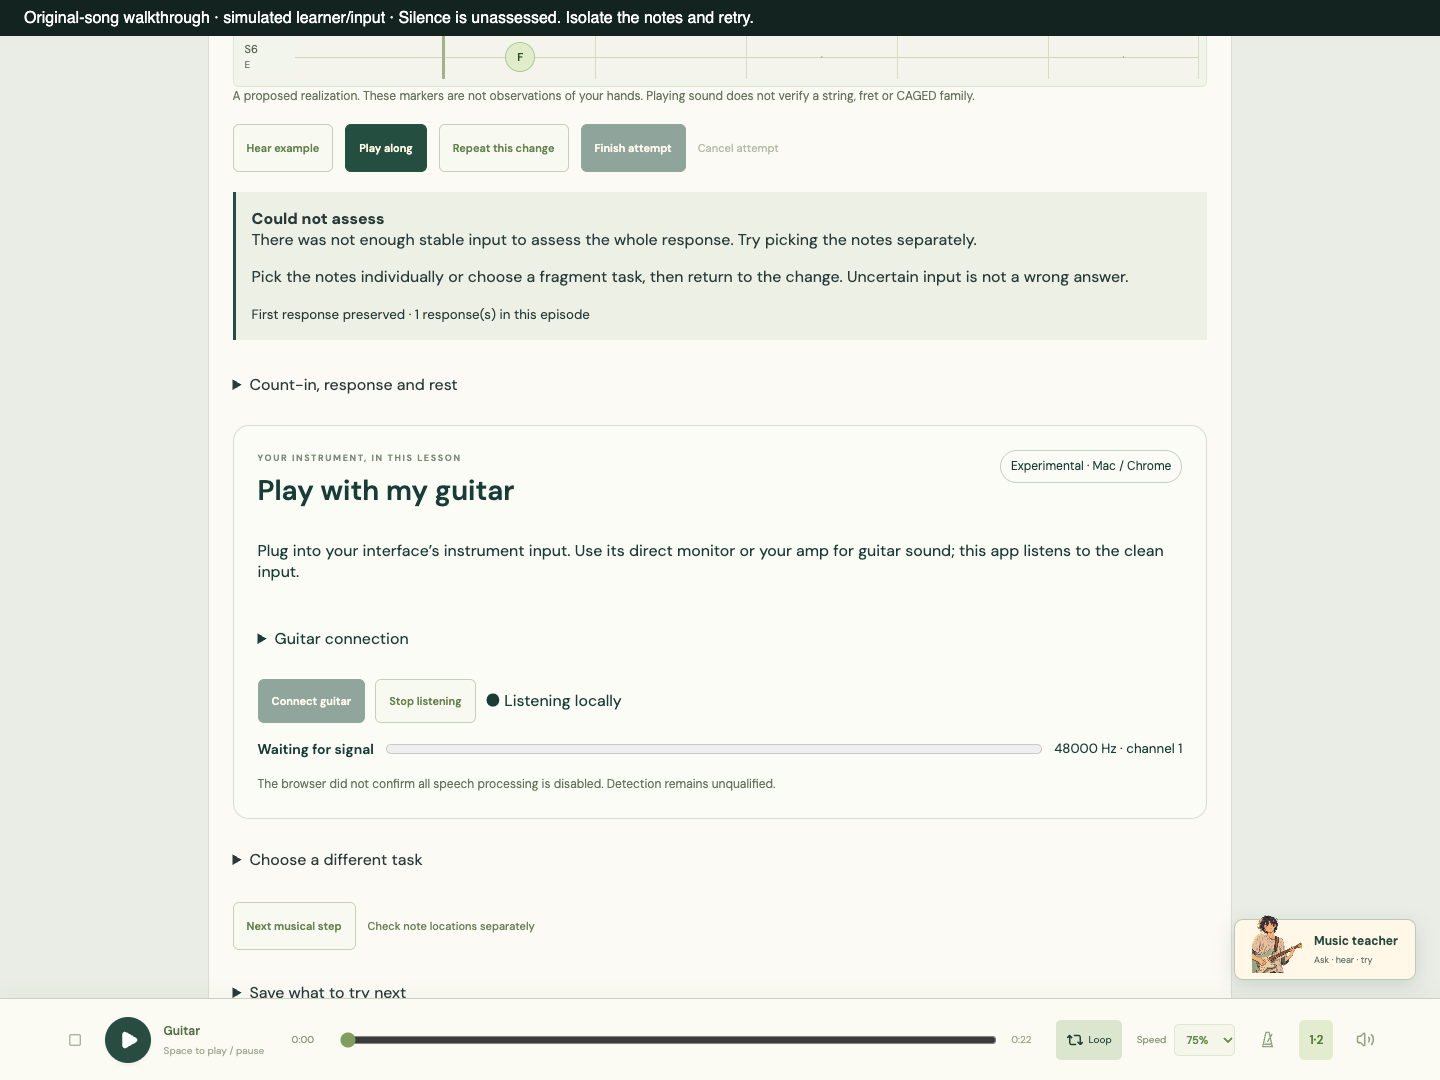 Original-song walkthrough · simulated learner/input · Silence is unassessed. Isolate the notes and retry.
S6
E
F
A proposed realization. These markers are not observations of your hands. Playing sound does not verify a string, fret or CAGED family.
Hear example
Play along
Repeat this change
Finish attempt
Cancel attempt
Could not assess
There was not enough stable input to assess the whole response. Try picking the notes separately.
Pick the notes individually or choose a fragment task, then return to the change. Uncertain input is not a wrong answer.
First response preserved · 1 response(s) in this episode
Count-in, response and rest
YOUR INSTRUMENT, IN THIS LESSON
Experimental · Mac / Chrome
Play with my guitar
Plug into your interface’s instrument input. Use its direct monitor or your amp for guitar sound; this app listens to the clean
input.
Guitar connection
Connect guitar
Stop listening
Listening locally
Waiting for signal
48000 Hz · channel 1
The browser did not confirm all speech processing is disabled. Detection remains unqualified.
Choose a different task
Next musical step
Check note locations separately
Music teacher
Ask · hear · try
Save what to try next
Guitar
Space to play / pause
0:00
0:22
Loop
Speed
75%
1·2